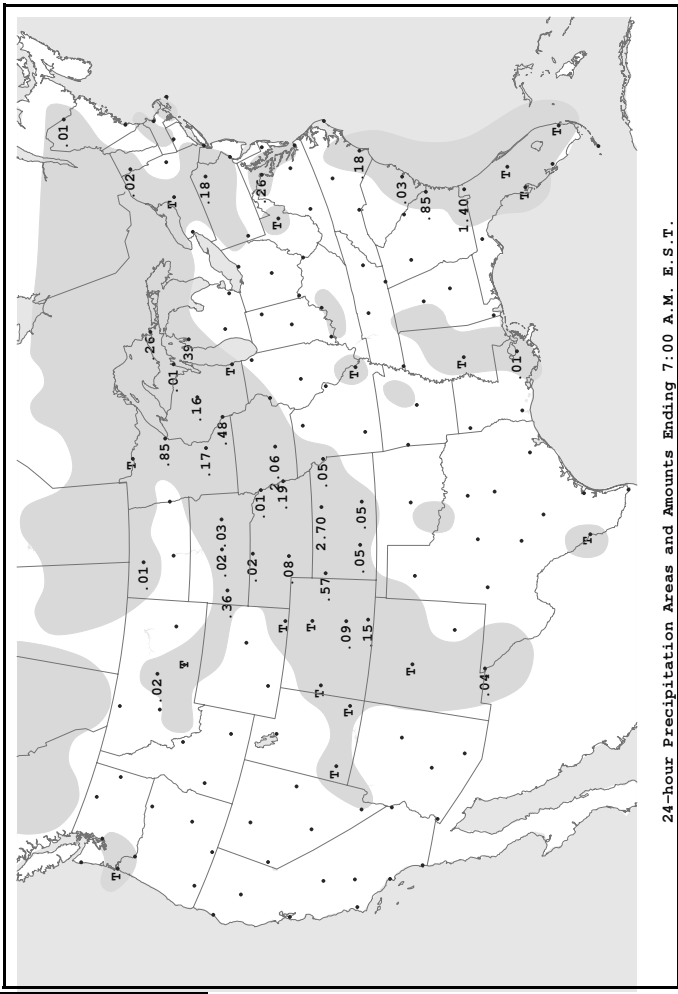 .01
T
.02
T
.01
.26
.02
.85
T
.01
T
.39
.16
.18
.17
.02
.03
.48
.36
T
.02
.01
.26
2.06
T
.19
T
.08
T
T
2.70
.57
.05
T
.09
T
T
.18
.15
.05
.05
.03
T
.85
1.40
T
.04
T
.01
T
T
T
24-hour Precipitation Areas and Amounts Ending 7:00 A.M. E.S.T.